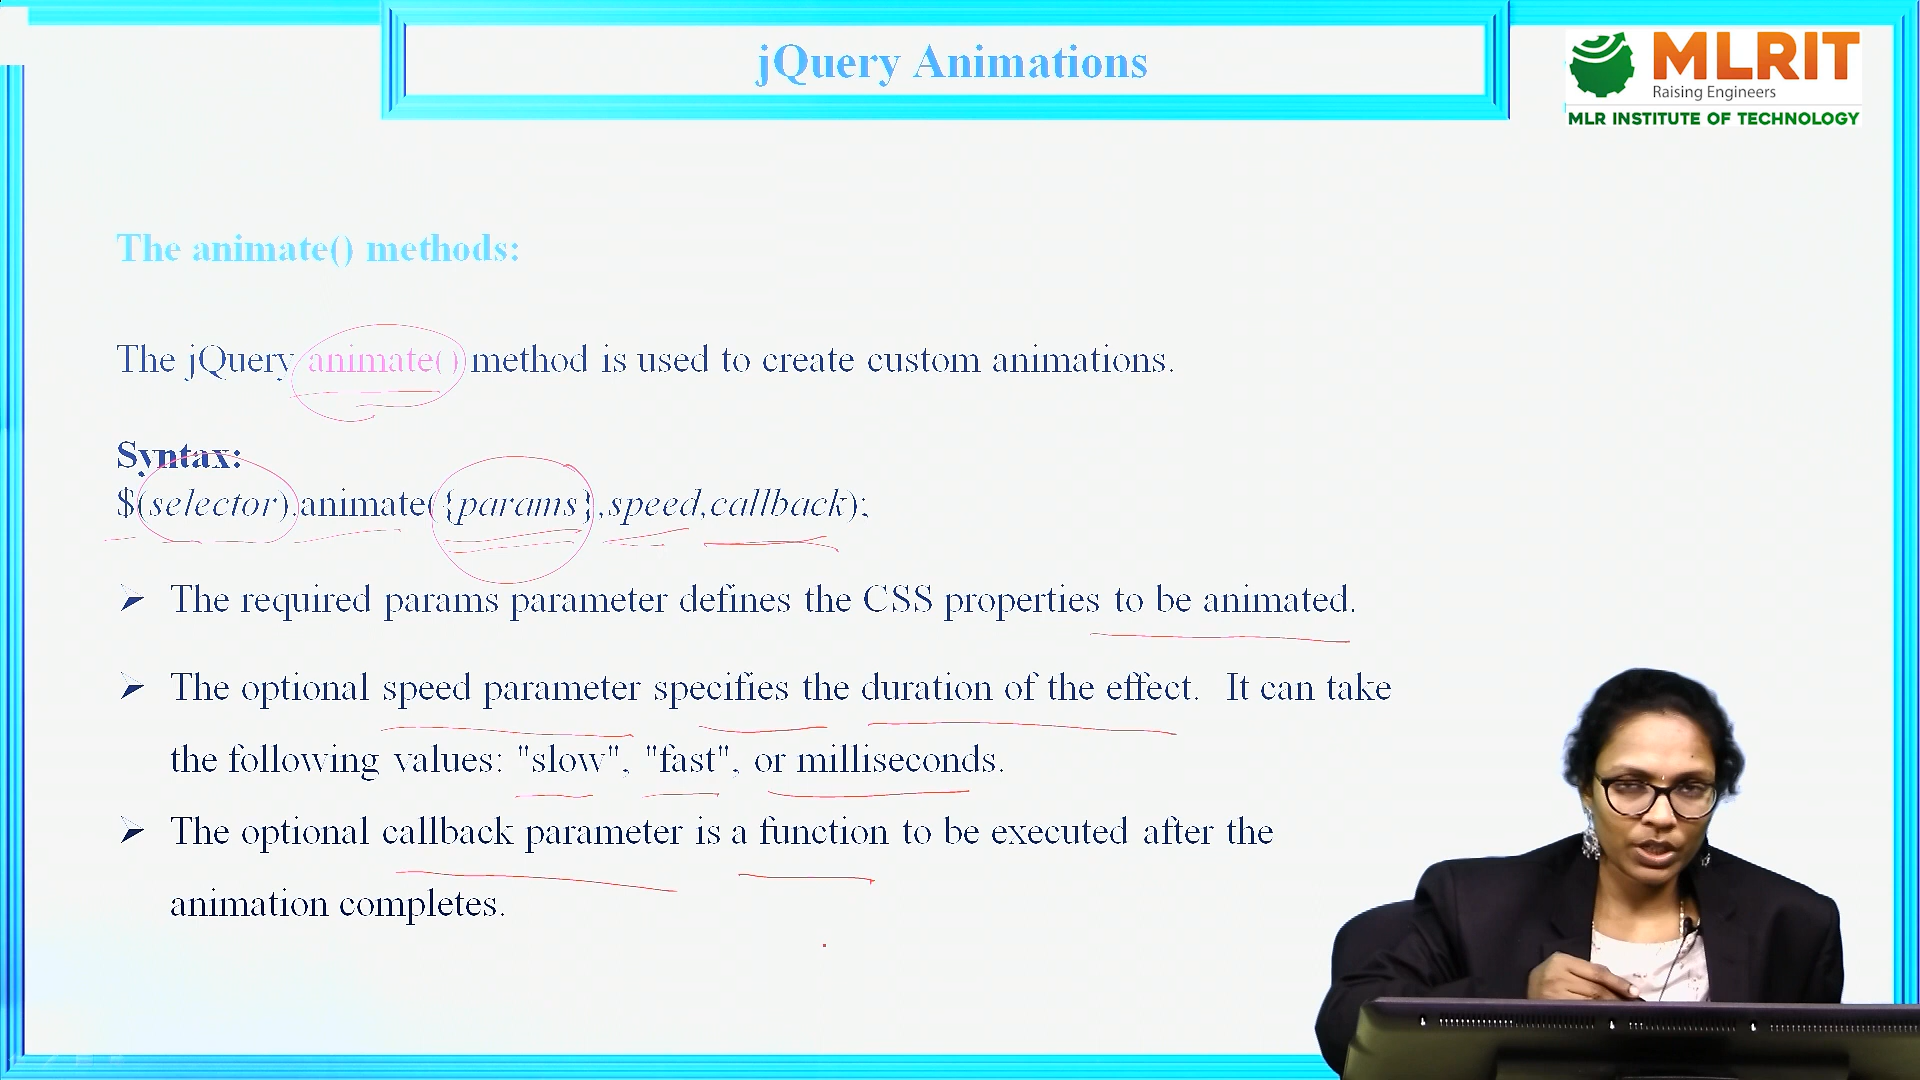 jQuery Animations
MLRIT
Raising Engineers
MLR INSTITUTE OF TECHNOLOGY
The animate() methods:
The jQuery animate() method is used to create custom animations.
Syntax:
$(selector).animate({params},speed,callback);
The required params parameter defines the CSS properties to be animated.
The optional speed parameter specifies the duration of the effect. It can take
the following values: "slow", "fast", or milliseconds.
The optional callback parameter is a function to be executed after the
animation completes.